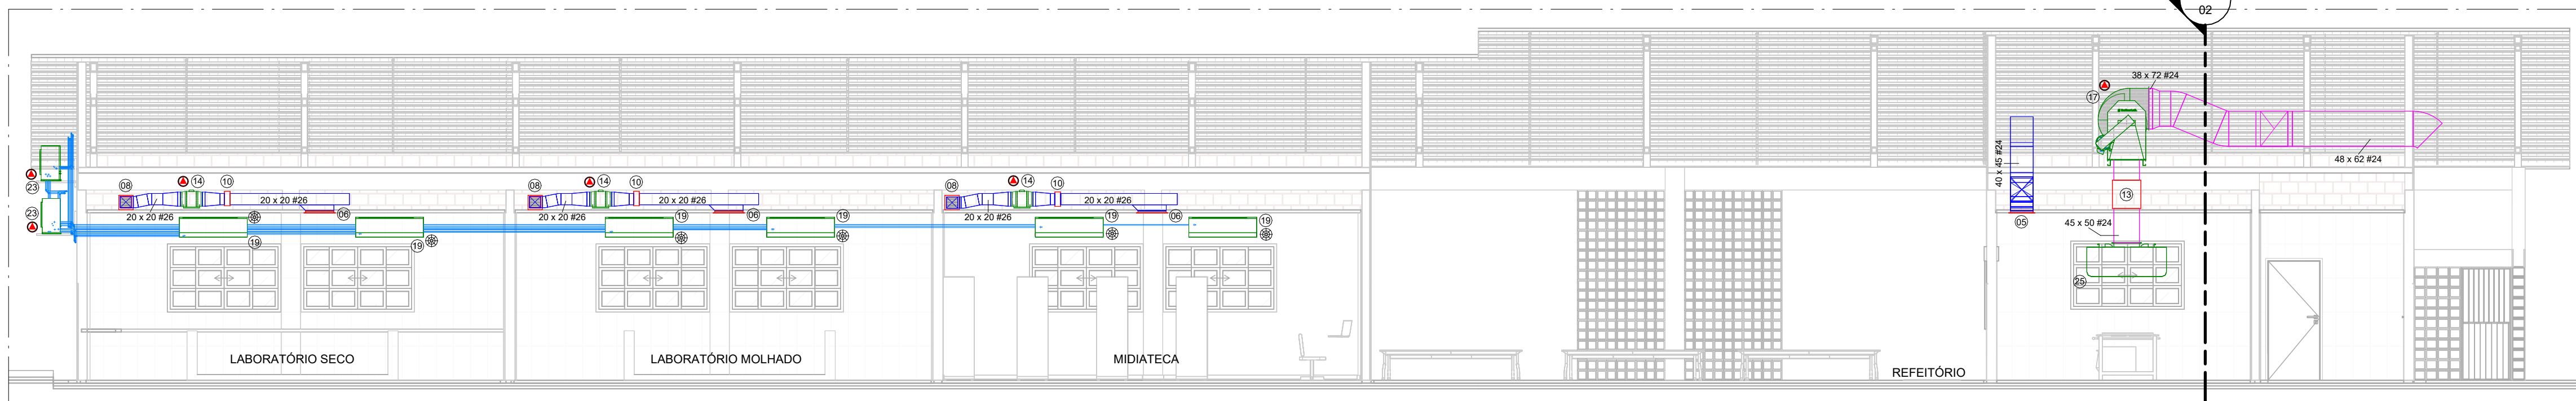 02
38 x 72 #24
17
48 x 62 #24
40 x 45 #24
13
05
45 x 50 #24
25
23
23
08
14
10
20 x 20 #26
20 x 20 #26
06
19
19
08
14
10
20 x 20 #26
20 x 20 #26
06
19
19
08
14
10
20 x 20 #26
20 x 20 #26
06
19
19
LABORATÓRIO SECO
LABORATÓRIO MOLHADO
MIDIATECA
REFEITÓRIO